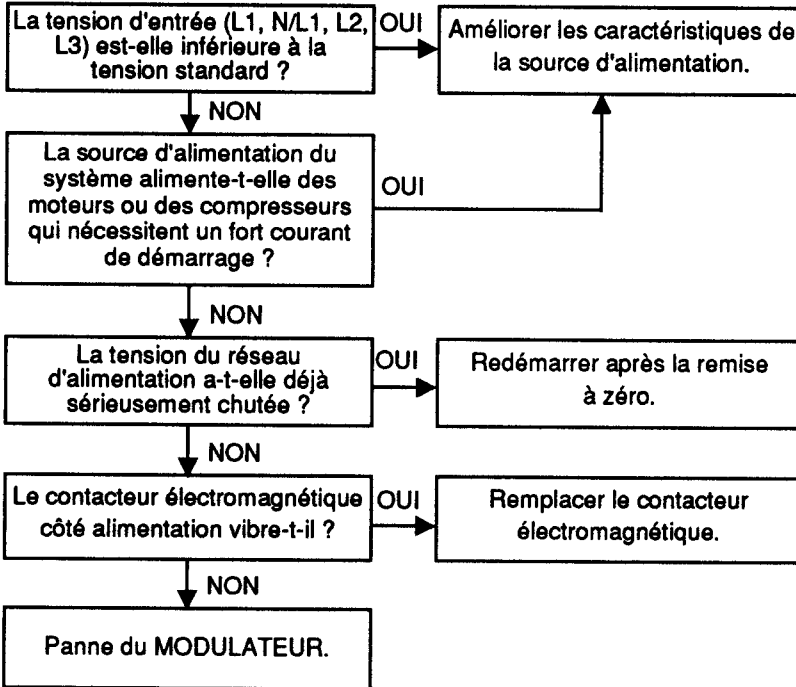 La tension d'entrée (L1, N/L1, L2,
L3) est-elle inférieure à la
tension standard ?
OUI
Améliorer les caractéristiques de
la source d'alimentation.
NON
La source d'alimentation du
système alimente-t-elle des
moteurs ou des compresseurs
qui nécessitent un fort courant
de démarrage ?
OUI
NON
La tension du réseau
d'alimentation a-t-elle déjà
sérieusement chutée ?
OUI
Redémarrer après la remise
à zéro.
NON
Le contacteur électromagnétique
côté alimentation vibre-t-il ?
OUI
Remplacer le contacteur
électromagnétique.
NON
Panne du MODULATEUR.